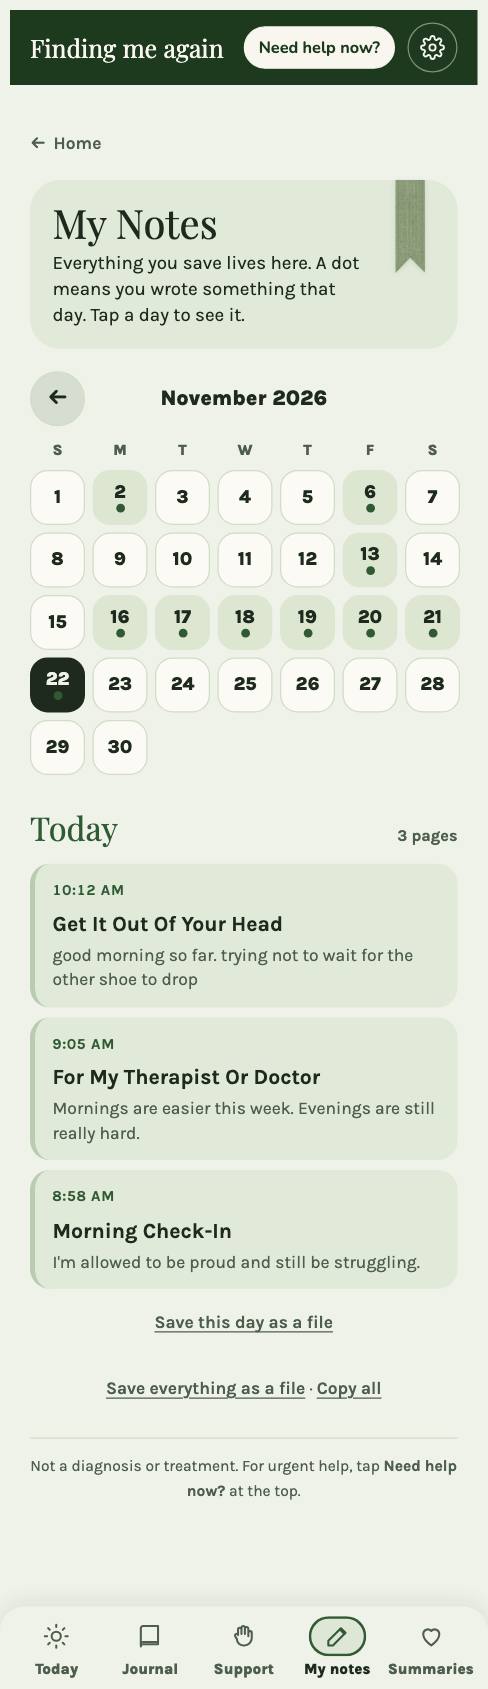 Finding me again
Need help now?
← Home
My Notes
Everything you save lives here. A dot
means you wrote something that
day. Tap a day to see it.
←
November 2026
S M T W T F S
1 2 3 4 5 6 7
8 9 10 11 12 13 14
15 16 17 18 19 20 21
22 23 24 25 26 27 28
29 30
Today
3 pages
10:12 AM
Get It Out Of Your Head
good morning so far. trying not to wait for the
other shoe to drop
9:05 AM
For My Therapist Or Doctor
Mornings are easier this week. Evenings are still
really hard.
8:58 AM
Morning Check-In
I'm allowed to be proud and still be struggling.
Save this day as a file
Save everything as a file · Copy all
Not a diagnosis or treatment. For urgent help, tap Need help
now? at the top.
Today
Journal
Support
My notes
Summaries